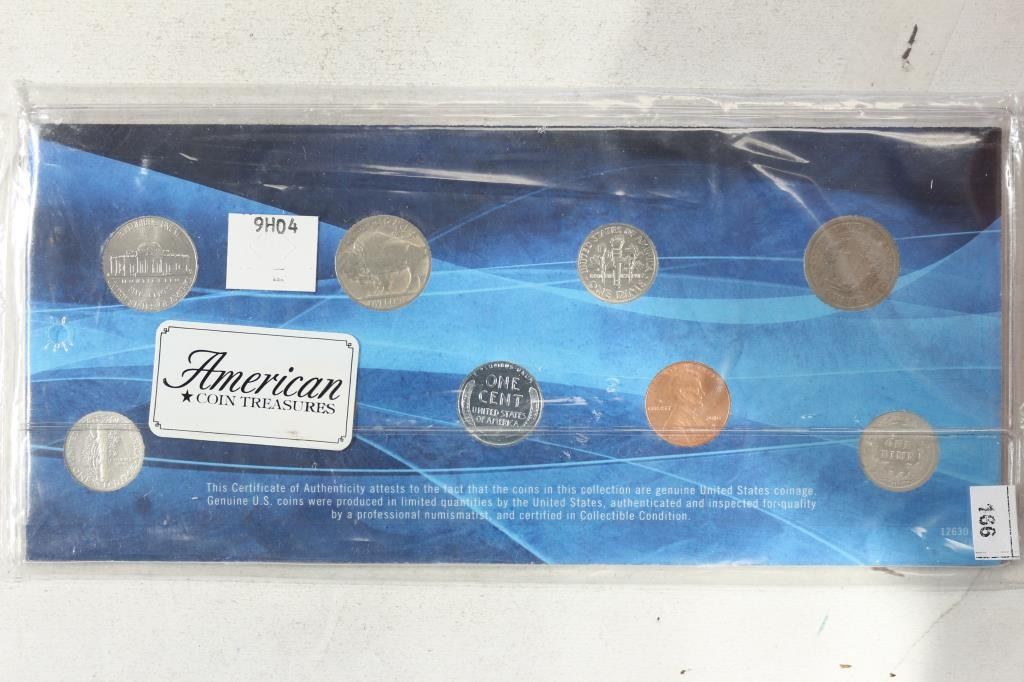 9H04
American
COIN TREASURES
ONE
CENT
UNITED STATES
OF AMERICA
This Certificate of Authenticity attests to the fact that the coins in this collection are genuine United States coinage.
Genuine U.S. coins were produced in limited quantities by the United States, authenticated and inspected for quality
by a professional numismatist, and certified in Collectible Condition.
12630
166